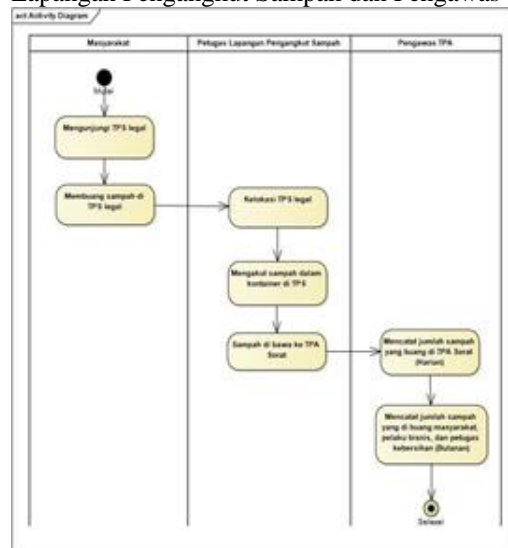 Lapangan Pengangkut Sampah dan Pengawas
act Activity Diagram
Masyarakat
Petugas Lapangan Pengangkut Sampah
Pengawas TPA
Mulai
Mengunjungi TPS legal
Membuang sampah di
TPS legal
Kelokasi TPS legal
Mengakut sampah dalam
kontainer di TPS
Sampah di bawa ke TPA
Sorat
Mencatat jumlah sampah
yang buang di TPA Sorat
(Harian)
Mencatat jumlah sampah
yang di buang masyarakat,
pelaku bisnis, dan petugas
kebersihan (Bulanan)
Selesai